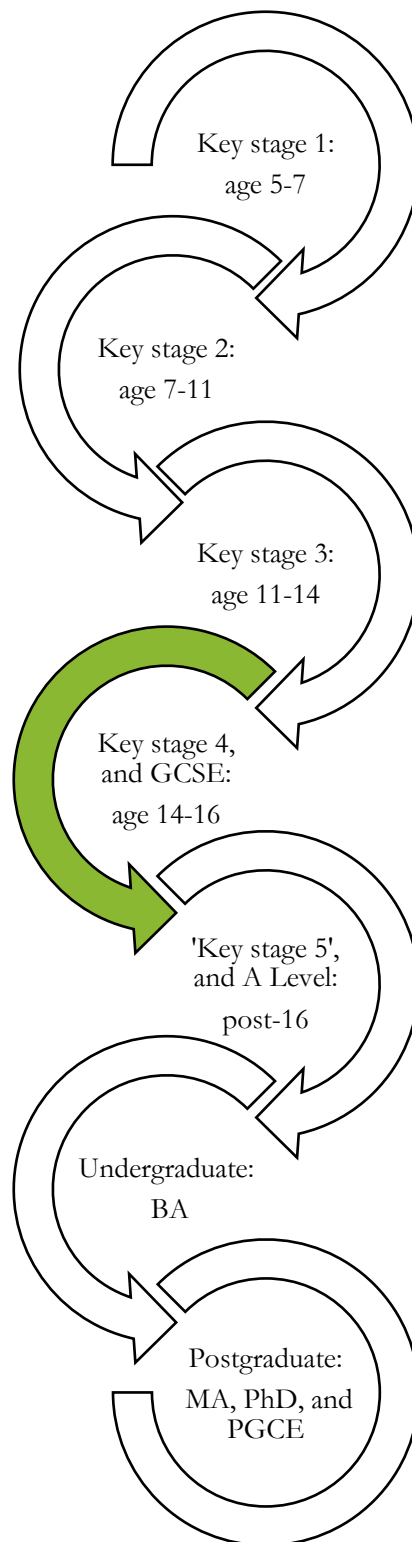 Key stage 1:
age 5-7
Key stage 2:
age 7-11
Key stage 3:
age 11-14
Key stage 4,
and GCSE:
age 14-16
'Key stage 5',
and A Level:
post-16
Undergraduate:
BA
Postgraduate:
MA, PhD, and
PGCE